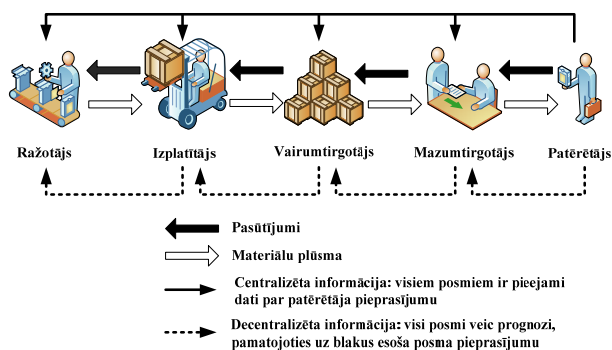 Ražotājs Izplatītājs Vairumtirgotājs Mazumtirgotājs Patērētājs
Pasūtījumi
Materiālu plūsma
Centralizēta informācija: visiem posmiem ir pieejami
dati par patērētāja pieprasījumu
Decentralizēta informācija: visi posmi veic prognozi,
pamatojoties uz blakus esoša posma pieprasījumu